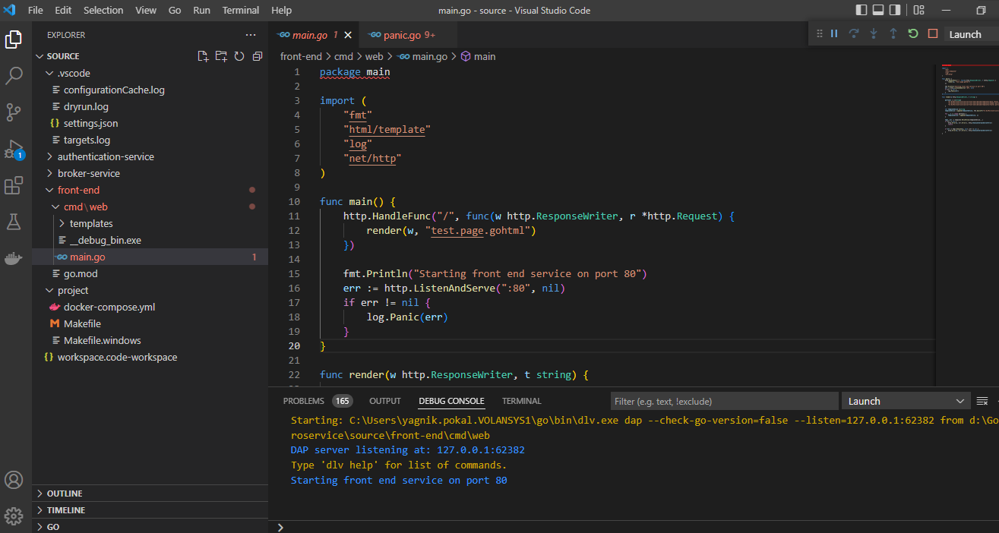 File Edit Selection View Go Run Terminal Help main.go - source - Visual Studio Code
EXPLORER
SOURCE
.vscode
configurationCache.log
dryrun.log
{} settings.json
targets.log
authentication-service
broker-service
front-end
cmd\web
templates
__debug_bin.exe
GO main.go 1
go.mod
project
docker-compose.yml
M Makefile
Makefile.windows
{} workspace.code-workspace
OUTLINE
TIMELINE
GO
1
GO main.go 1 GO panic.go 9+
Launch
front-end > cmd > web > GO main.go > main
1 package main
2
3 import (
4 "fmt"
5 "html/template"
6 "log"
7 "net/http"
8 )
9
10 func main() {
11 http.HandleFunc("/", func(w http.ResponseWriter, r *http.Request) {
12 render(w, "test.page.gohtml")
13 })
14
15 fmt.Println("Starting front end service on port 80")
16 err := http.ListenAndServe(":80", nil)
17 if err != nil {
18 log.Panic(err)
19 }
20 }
21
22 func render(w http.ResponseWriter, t string) {
PROBLEMS 165 OUTPUT DEBUG CONSOLE TERMINAL Filter (e.g. text, !exclude) Launch
Starting: C:\Users\yagnik.pokal.VOLANSYS1\go\bin\dlv.exe dap --check-go-version=false --listen=127.0.0.1:62382 from d:\Go
roservice\source\front-end\cmd\web
DAP server listening at: 127.0.0.1:62382
Type 'dlv help' for list of commands.
Starting front end service on port 80
>